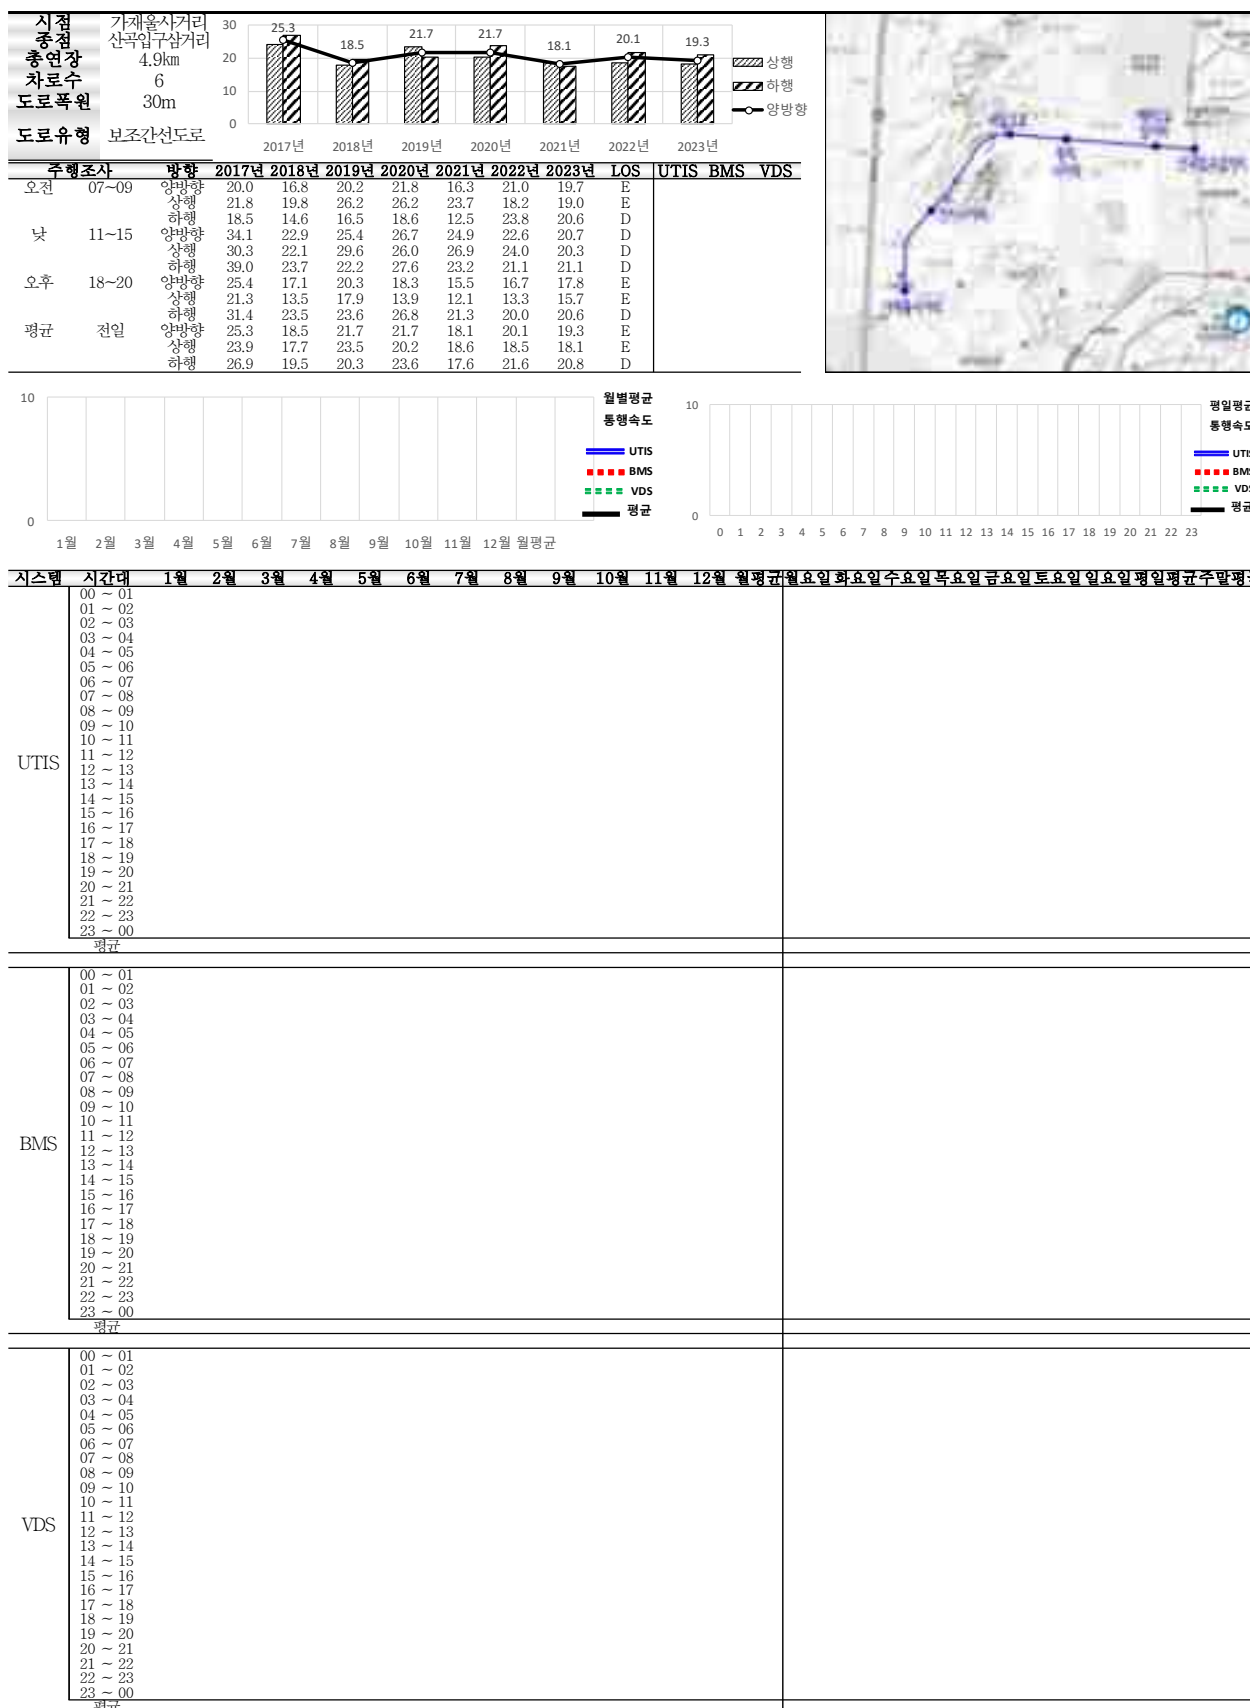 시점 가재울사거리
종점 산곡입구삼거리
총연장 4.9km
차로수 6
도로폭원 30m
도로유형 보조간선도로
30
20
10
0
25.3 18.5 21.7 21.7 18.1 20.1 19.3
2017년 2018년 2019년 2020년 2021년 2022년 2023년
상행
하행
양방향
주행조사 방향 2017년 2018년 2019년 2020년 2021년 2022년 2023년 LOS UTIS BMS VDS
오전 07~09 양방향 20.0 16.8 20.2 21.8 16.3 21.0 19.7 E
상행 21.8 19.8 26.2 26.2 23.7 18.2 19.0 E
하행 18.5 14.6 16.5 18.6 12.5 23.8 20.6 D
낮 11~15 양방향 34.1 22.9 25.4 26.7 24.9 22.6 20.7 D
상행 30.3 22.1 29.6 26.0 26.9 24.0 20.3 D
하행 39.0 23.7 22.2 27.6 23.2 21.1 21.1 D
오후 18~20 양방향 25.4 17.1 20.3 18.3 15.5 16.7 17.8 E
상행 21.3 13.5 17.9 13.9 12.1 13.3 15.7 E
하행 31.4 23.5 23.6 26.8 21.3 20.0 20.6 D
평균 전일 양방향 25.3 18.5 21.7 21.7 18.1 20.1 19.3 E
상행 23.9 17.7 23.5 20.2 18.6 18.5 18.1 E
하행 26.9 19.5 20.3 23.6 17.6 21.6 20.8 D
10
0
1월 2월 3월 4월 5월 6월 7월 8월 9월 10월 11월 12월 월평균
월별평균
통행속도
UTIS
BMS
VDS
평균
10
0
0 1 2 3 4 5 6 7 8 9 10 11 12 13 14 15 16 17 18 19 20 21 22 23
평일평균
통행속도
UTIS
BMS
VDS
평균
시스템 시간대 1월 2월 3월 4월 5월 6월 7월 8월 9월 10월 11월 12월 월평균 월요일 화요일 수요일 목요일 금요일 토요일 일요일 평일평균 주말평균
UTIS
00 ~ 01
01 ~ 02
02 ~ 03
03 ~ 04
04 ~ 05
05 ~ 06
06 ~ 07
07 ~ 08
08 ~ 09
09 ~ 10
10 ~ 11
11 ~ 12
12 ~ 13
13 ~ 14
14 ~ 15
15 ~ 16
16 ~ 17
17 ~ 18
18 ~ 19
19 ~ 20
20 ~ 21
21 ~ 22
22 ~ 23
23 ~ 00
평균
BMS
00 ~ 01
01 ~ 02
02 ~ 03
03 ~ 04
04 ~ 05
05 ~ 06
06 ~ 07
07 ~ 08
08 ~ 09
09 ~ 10
10 ~ 11
11 ~ 12
12 ~ 13
13 ~ 14
14 ~ 15
15 ~ 16
16 ~ 17
17 ~ 18
18 ~ 19
19 ~ 20
20 ~ 21
21 ~ 22
22 ~ 23
23 ~ 00
평균
VDS
00 ~ 01
01 ~ 02
02 ~ 03
03 ~ 04
04 ~ 05
05 ~ 06
06 ~ 07
07 ~ 08
08 ~ 09
09 ~ 10
10 ~ 11
11 ~ 12
12 ~ 13
13 ~ 14
14 ~ 15
15 ~ 16
16 ~ 17
17 ~ 18
18 ~ 19
19 ~ 20
20 ~ 21
21 ~ 22
22 ~ 23
23 ~ 00
평균